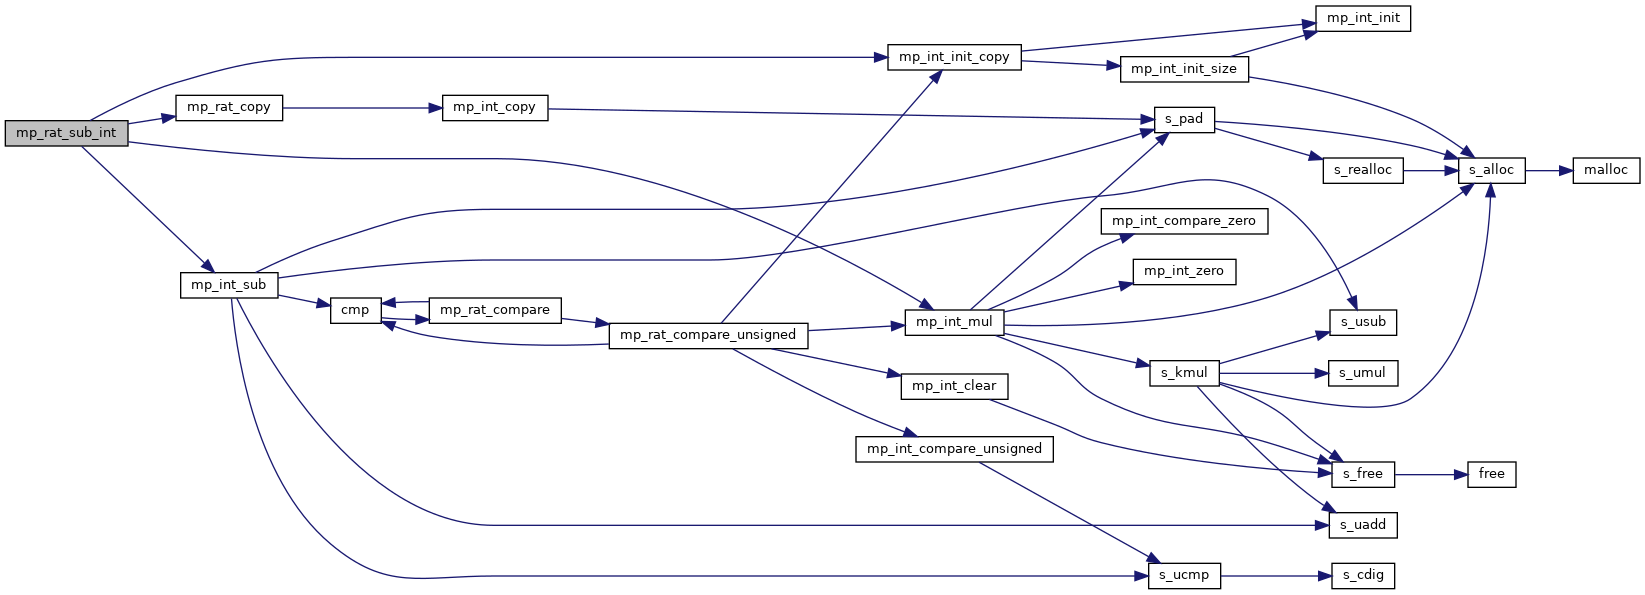 mp_rat_sub_int
mp_rat_copy
mp_int_sub
mp_int_copy
cmp
mp_rat_compare
mp_rat_compare_unsigned
mp_int_init_copy
mp_int_mul
mp_int_clear
mp_int_compare_unsigned
mp_int_init
mp_int_init_size
s_pad
mp_int_compare_zero
mp_int_zero
s_kmul
s_ucmp
s_realloc
s_usub
s_umul
s_free
s_uadd
s_cdig
s_alloc
free
malloc